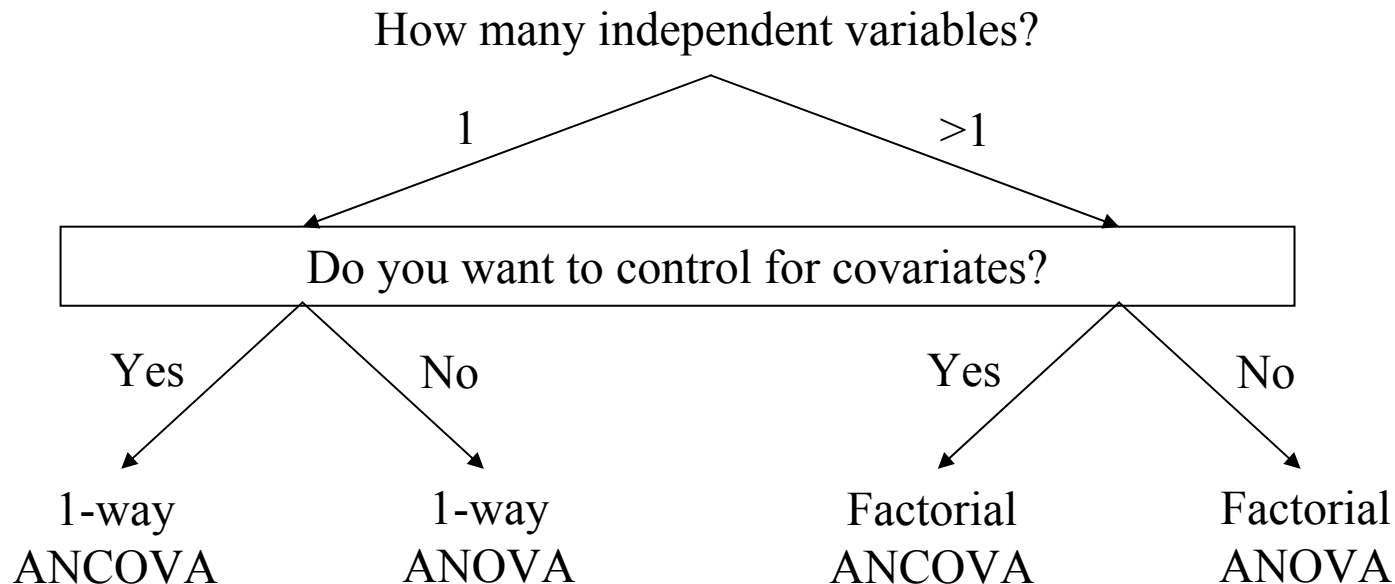 How many independent variables?
1
>1
Do you want to control for covariates?
Yes
No
Yes
No
1-way
ANCOVA
1-way
ANOVA
Factorial
ANCOVA
Factorial
ANOVA